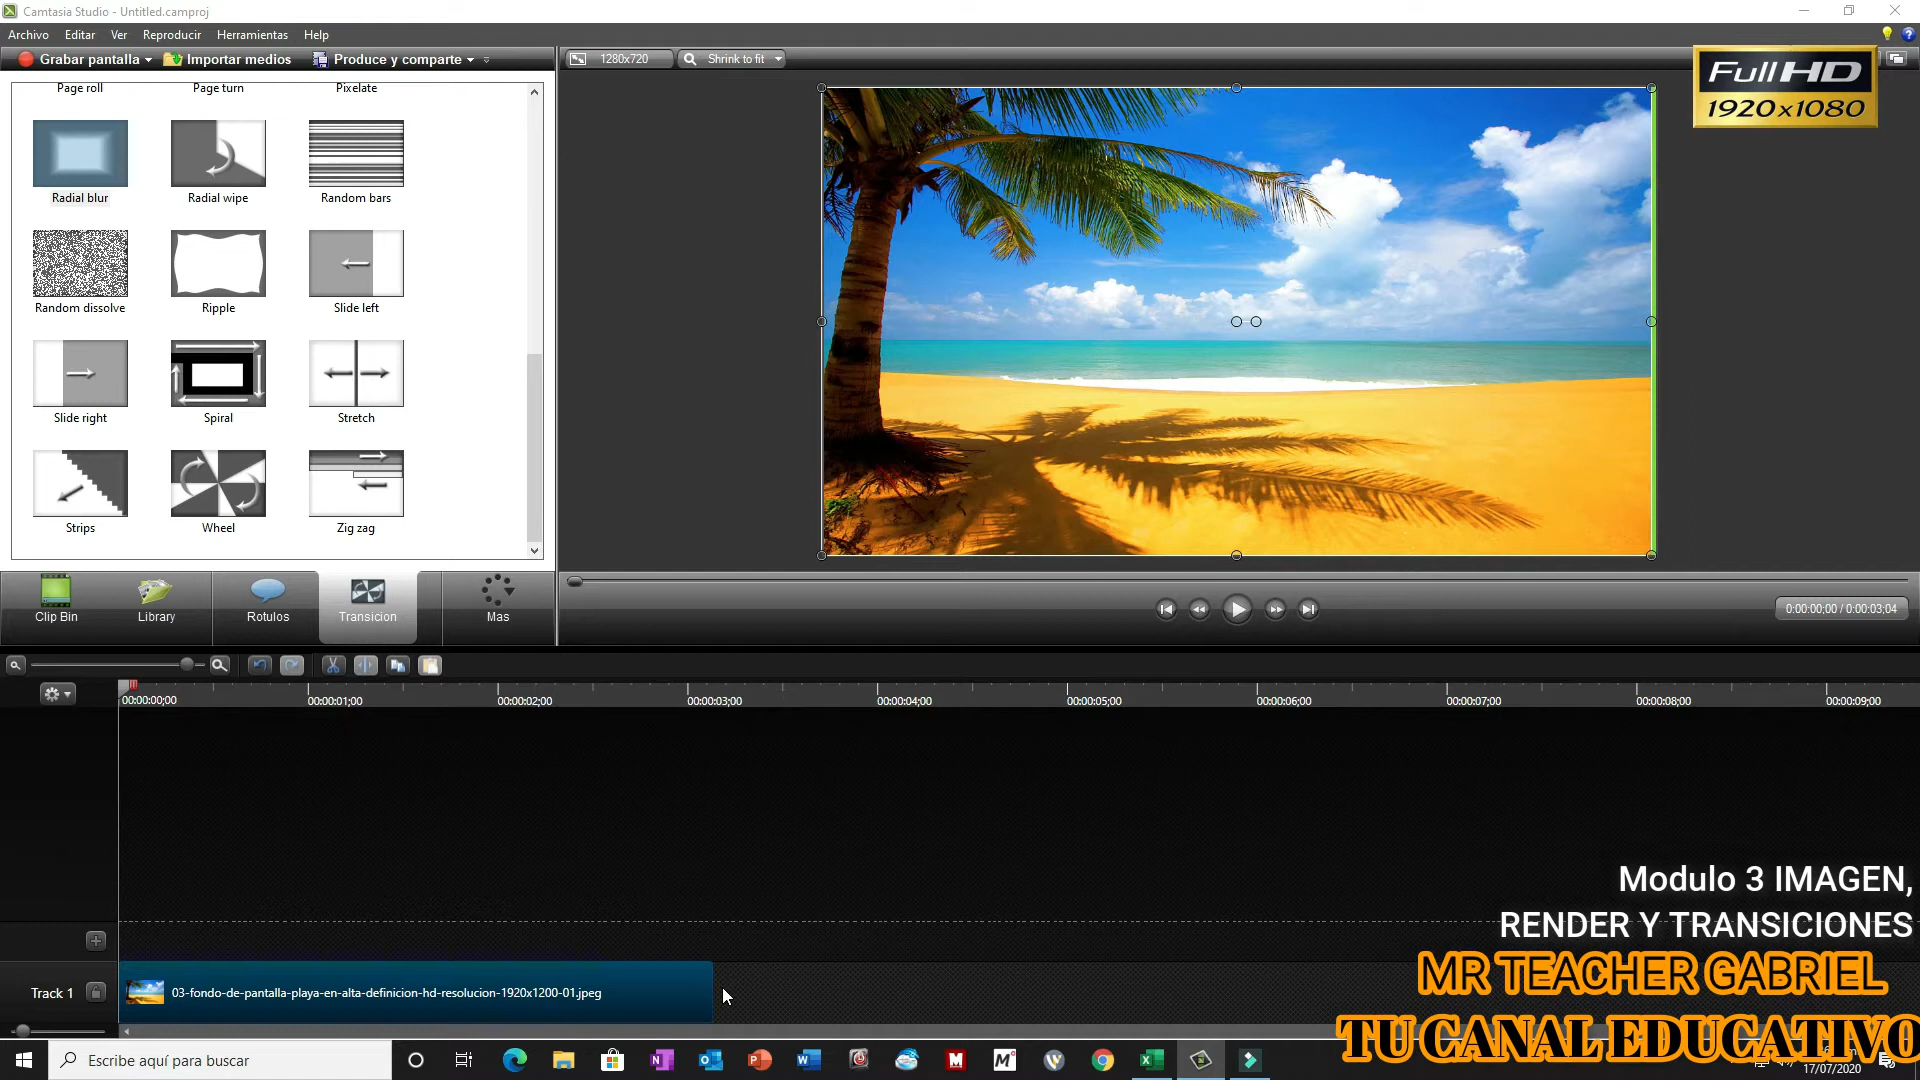 Camtasia Studio - Untitled.camproj
Archivo Editar Ver Reproducir Herramientas Help
Grabar pantalla Importar medios Produce y comparte
1280x720 Shrink to fit
Full HD
1920x1080
Page roll Page turn Pixelate
Radial blur Radial wipe Random bars
Random dissolve Ripple Slide left
Slide right Spiral Stretch
Strips Wheel Zig zag
Clip Bin Library Rotulos Transicion Mas
0:00:00;00 / 0:00:03;04
00:00:00;00 00:00:01;00 00:00:02;00 00:00:03;00 00:00:04;00 00:00:05;00 00:00:06;00 00:00:07;00 00:00:08;00 00:00:09;00
Modulo 3 IMAGEN,
RENDER Y TRANSICIONES
MR TEACHER GABRIEL
TU CANAL EDUCATIVO
Track 1 03-fondo-de-pantalla-playa-en-alta-definicion-hd-resolucion-1920x1200-01.jpeg
Escribe aquí para buscar
17/07/2020